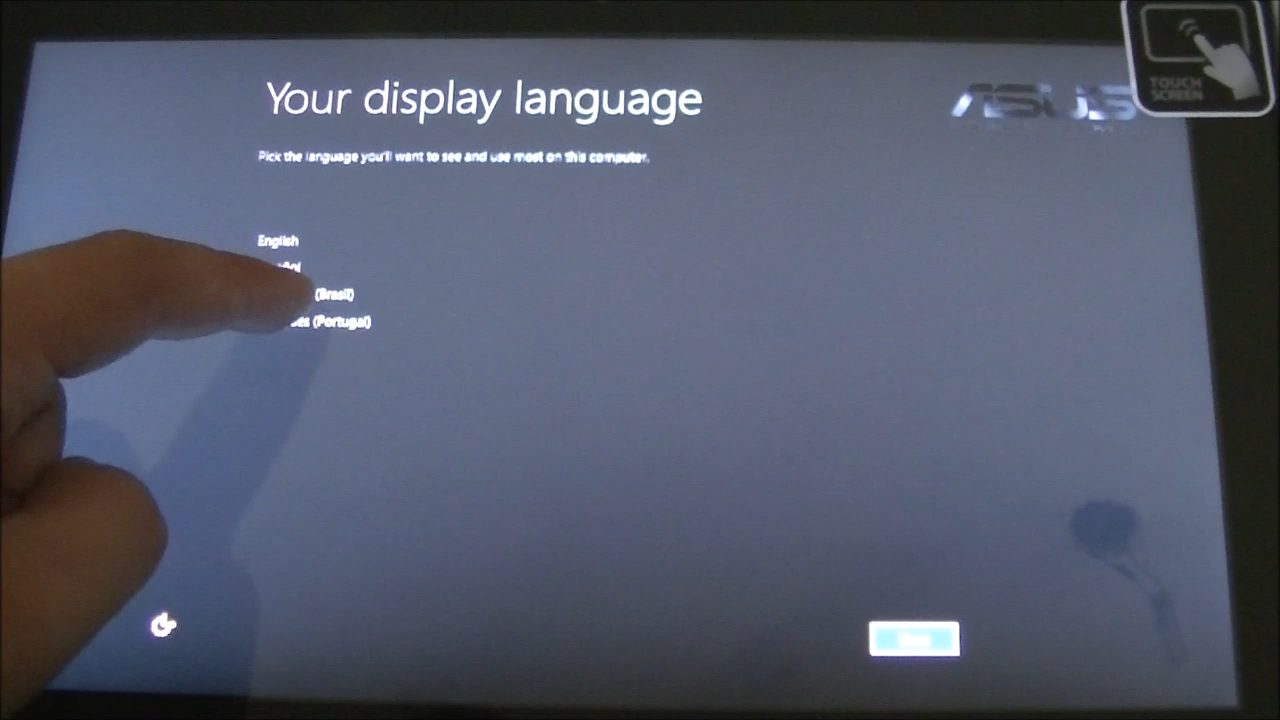 Your display language
ASUS
TOUCH
SCREEN
Pick the language you'll want to see and use most on this computer.
English
(Brasil)
(Portugal)